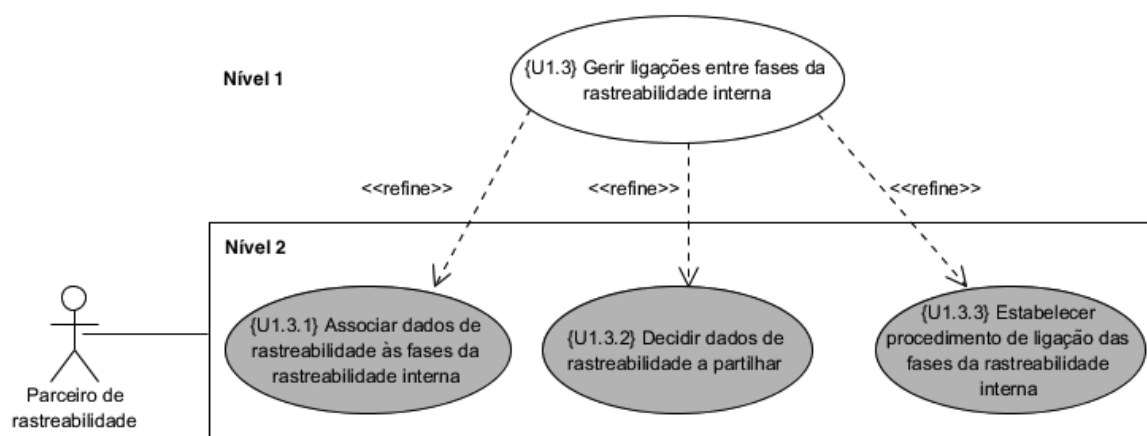 Nível 1
{U1.3} Gerir ligações entre fases da
rastreabilidade interna
<<refine>>
<<refine>>
<<refine>>
Nível 2
{U1.3.1} Associar dados de
rastreabilidade às fases da
rastreabilidade interna
{U1.3.2} Decidir dados de
rastreabilidade a partilhar
{U1.3.3} Estabelecer
procedimento de ligação das
fases da rastreabilidade
interna
Parceiro de
rastreabilidade